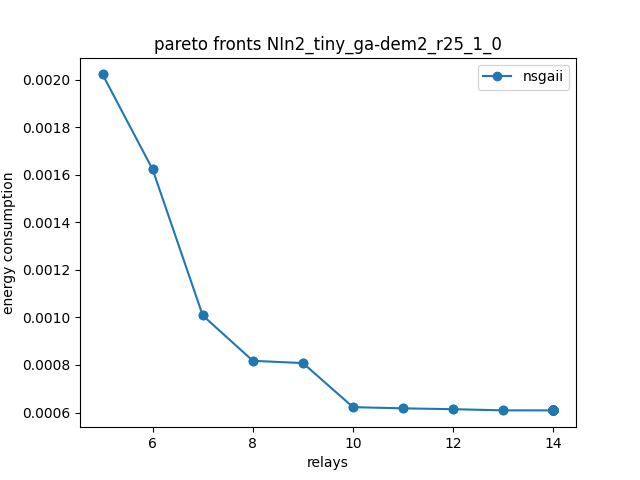 pareto fronts NIn2_tiny_ga-dem2_r25_1_0
nsgaii
energy consumption
0.0020
0.0018
0.0016
0.0014
0.0012
0.0010
0.0008
0.0006
6 8 10 12 14
relays